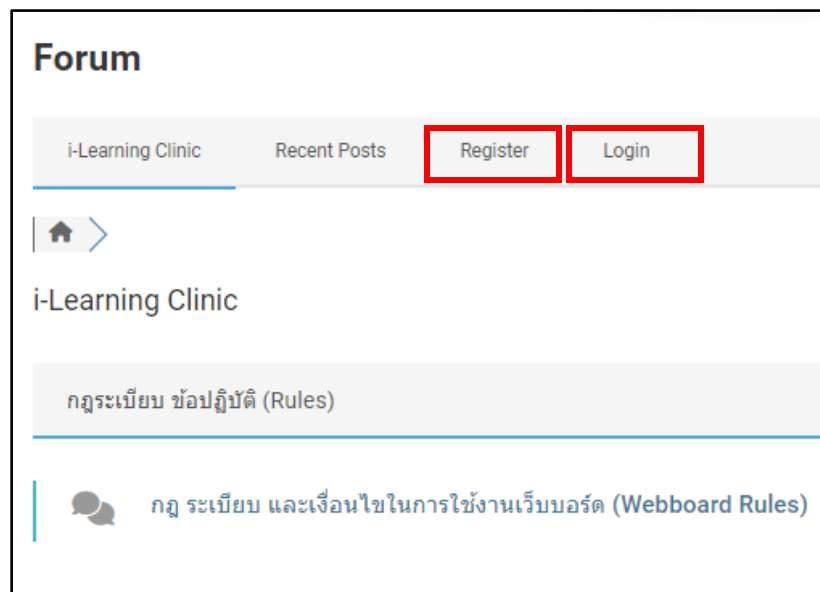 Forum
i-Learning Clinic Recent Posts Register Login
i-Learning Clinic
กฎระเบียบ ข้อปฏิบัติ (Rules)
กฎ ระเบียบ และเงื่อนไขในการใช้งานเว็บบอร์ด (Webboard Rules)